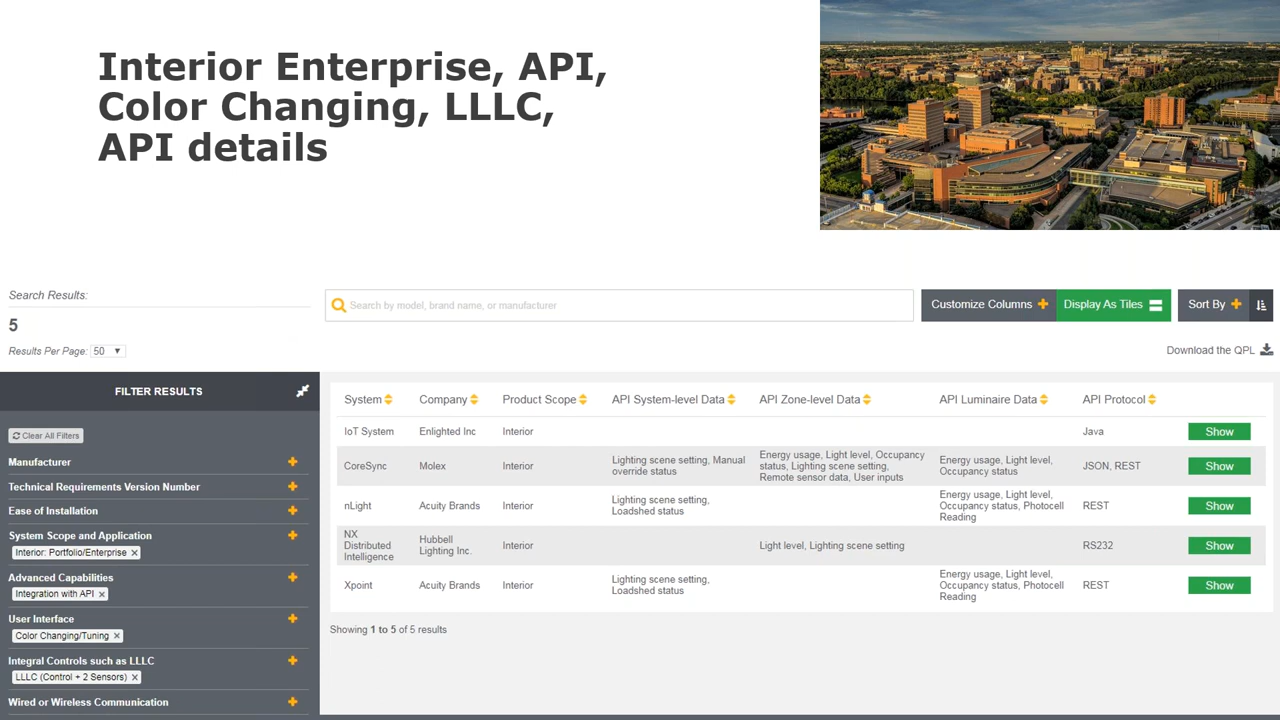 Interior Enterprise, API,
Color Changing, LLLC,
API details
Search Results:
5
Results Per Page: 50
Search by model, brand name, or manufacturer
Customize Columns
Display As Tiles
Sort By
Download the QPL
FILTER RESULTS
Clear All Filters
Manufacturer
Technical Requirements Version Number
Ease of Installation
System Scope and Application
Interior: Portfolio/Enterprise ×
Advanced Capabilities
Integration with API ×
User Interface
Color Changing/Tuning ×
Integral Controls such as LLLC
LLLC (Control + 2 Sensors) ×
Wired or Wireless Communication
System Company Product Scope API System-level Data API Zone-level Data API Luminaire Data API Protocol
IoT System
Enlighted Inc
Interior
Java
Show
CoreSync
Molex
Interior
Lighting scene setting, Manual
override status
Energy usage, Light level, Occupancy
status, Lighting scene setting,
Remote sensor data, User inputs
Energy usage, Light level,
Occupancy status
JSON, REST
Show
nLight
Acuity Brands
Interior
Lighting scene setting,
Loadshed status
Energy usage, Light level,
Occupancy status, Photocell
Reading
REST
Show
NX
Distributed
Intelligence
Hubbell
Lighting Inc.
Interior
Light level, Lighting scene setting
RS232
Show
Xpoint
Acuity Brands
Interior
Lighting scene setting,
Loadshed status
Energy usage, Light level,
Occupancy status, Photocell
Reading
REST
Show
Showing 1 to 5 of 5 results